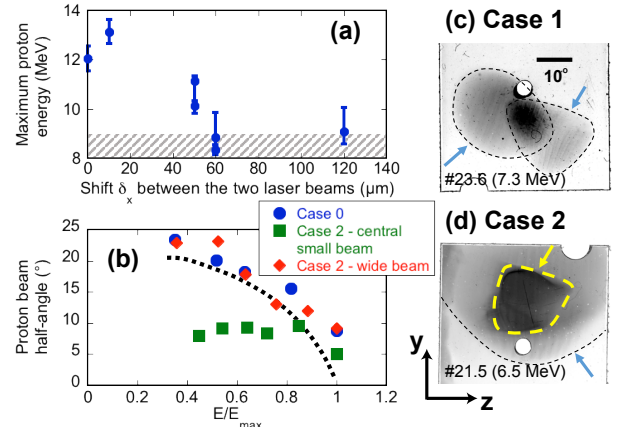 (a)
Maximum proton
energy (MeV)
14
12
10
8
0 20 40 60 80 100 120 140
Shift δx between the two laser beams (µm)
(b)
Proton beam
half-angle (°)
25
20
15
10
5
0
0 0.2 0.4 0.6 0.8 1 1.2
E/Emax
Case 0
Case 2 - central
small beam
Case 2 - wide beam
(c) Case 1
10°
#23.6 (7.3 MeV)
(d) Case 2
#21.5 (6.5 MeV)
y
z